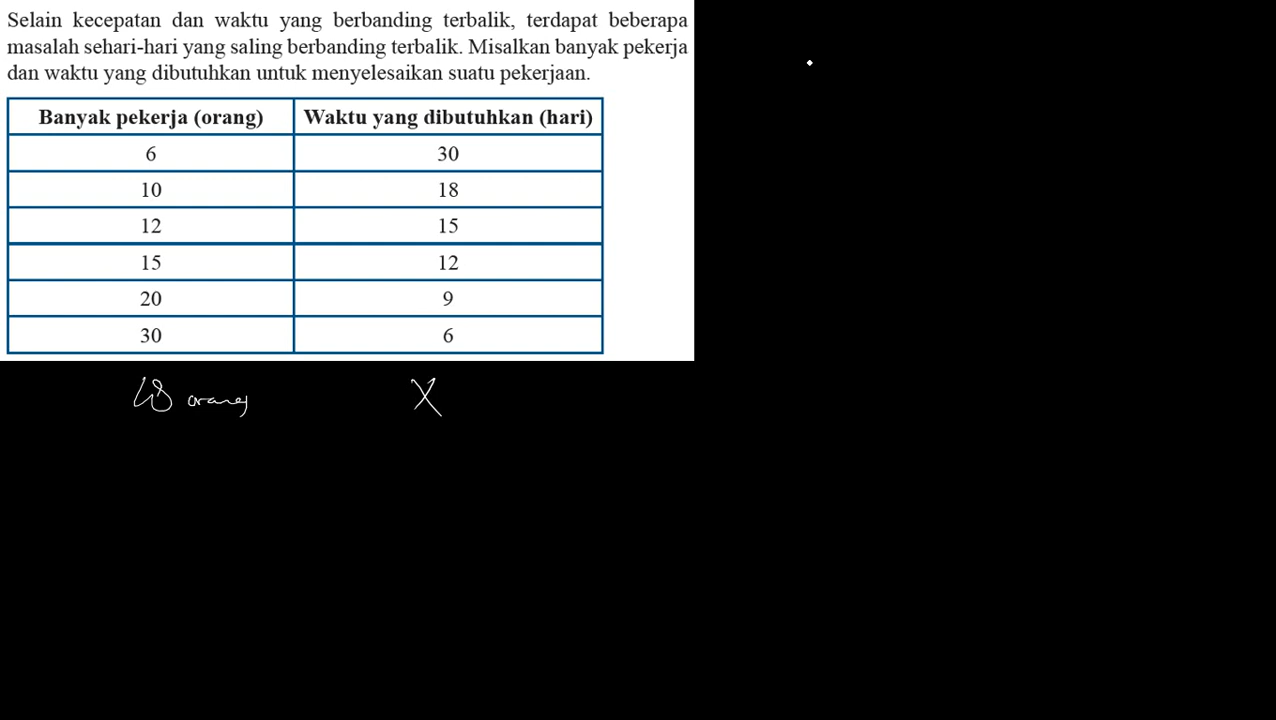 Selain kecepatan dan waktu yang berbanding terbalik, terdapat beberapa
masalah sehari-hari yang saling berbanding terbalik. Misalkan banyak pekerja
dan waktu yang dibutuhkan untuk menyelesaikan suatu pekerjaan.
Banyak pekerja (orang) Waktu yang dibutuhkan (hari)
6 30
10 18
12 15
15 12
20 9
30 6
orang X